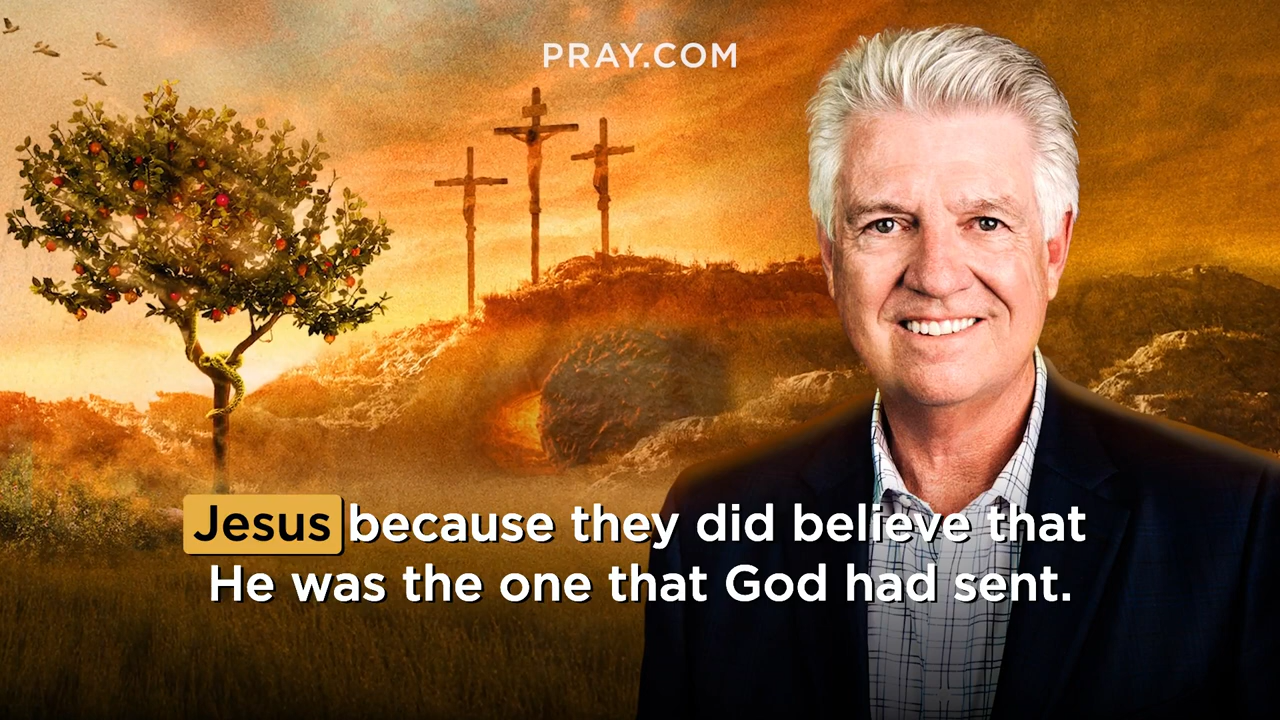 PRAY.COM
Jesus because they did believe that
He was the one that God had sent.